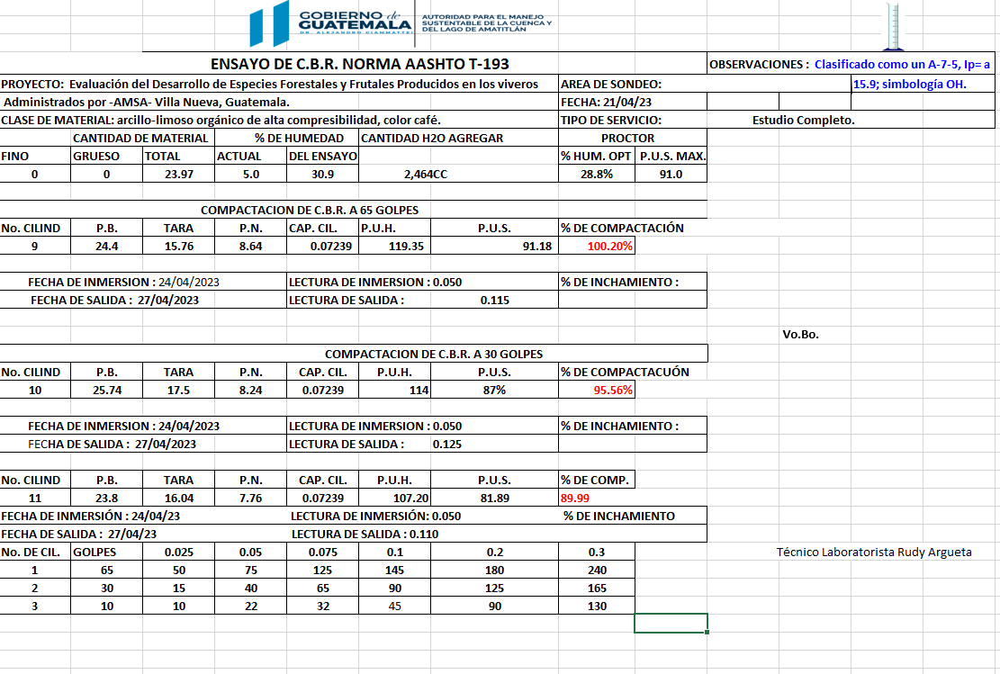 GOBIERNO de
GUATEMALA
DR. ALEJANDRO GIAMMATTEI
AUTORIDAD PARA EL MANEJO
SUSTENTABLE DE LA CUENCA Y
DEL LAGO DE AMATITLÁN
ENSAYO DE C.B.R. NORMA AASHTO T-193
OBSERVACIONES : Clasificado como un A-7-5, Ip= a
PROYECTO: Evaluación del Desarrollo de Especies Forestales y Frutales Producidos en los viveros
AREA DE SONDEO:
15.9; simbología OH.
Administrados por -AMSA- Villa Nueva, Guatemala.
FECHA: 21/04/23
CLASE DE MATERIAL: arcillo-limoso orgánico de alta compresibilidad, color café.
TIPO DE SERVICIO: Estudio Completo.
CANTIDAD DE MATERIAL % DE HUMEDAD CANTIDAD H2O AGREGAR PROCTOR
FINO GRUESO TOTAL ACTUAL DEL ENSAYO % HUM. OPT P.U.S. MAX.
0 0 23.97 5.0 30.9 2,464CC 28.8% 91.0
COMPACTACION DE C.B.R. A 65 GOLPES
No. CILIND P.B. TARA P.N. CAP. CIL. P.U.H. P.U.S. % DE COMPACTACIÓN
9 24.4 15.76 8.64 0.07239 119.35 91.18 100.20%
FECHA DE INMERSION : 24/04/2023 LECTURA DE INMERSION : 0.050 % DE INCHAMIENTO :
FECHA DE SALIDA : 27/04/2023 LECTURA DE SALIDA : 0.115
Vo.Bo.
COMPACTACION DE C.B.R. A 30 GOLPES
No. CILIND P.B. TARA P.N. CAP. CIL. P.U.H. P.U.S. % DE COMPACTACUÓN
10 25.74 17.5 8.24 0.07239 114 87% 95.56%
FECHA DE INMERSION : 24/04/2023 LECTURA DE INMERSION : 0.050 % DE INCHAMIENTO :
FECHA DE SALIDA : 27/04/2023 LECTURA DE SALIDA : 0.125
No. CILIND P.B. TARA P.N. CAP. CIL. P.U.H. P.U.S. % DE COMP.
11 23.8 16.04 7.76 0.07239 107.20 81.89 89.99
FECHA DE INMERSIÓN : 24/04/23 LECTURA DE INMERSIÓN: 0.050 % DE INCHAMIENTO
FECHA DE SALIDA : 27/04/23 LECTURA DE SALIDA : 0.110
No. DE CIL. GOLPES 0.025 0.05 0.075 0.1 0.2 0.3
Técnico Laboratorista Rudy Argueta
1 65 50 75 125 145 180 240
2 30 15 40 65 90 125 165
3 10 10 22 32 45 90 130